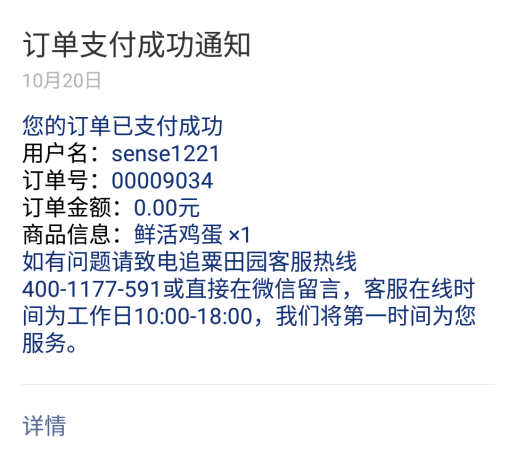 订单支付成功通知
10月20日
您的订单已支付成功
用户名：sense1221
订单号：00009034
订单金额：0.00元
商品信息：鲜活鸡蛋 ×1
如有问题请致电追粟田园客服热线
400-1177-591或直接在微信留言，客服在线时
间为工作日10:00-18:00，我们将第一时间为您
服务。
详情